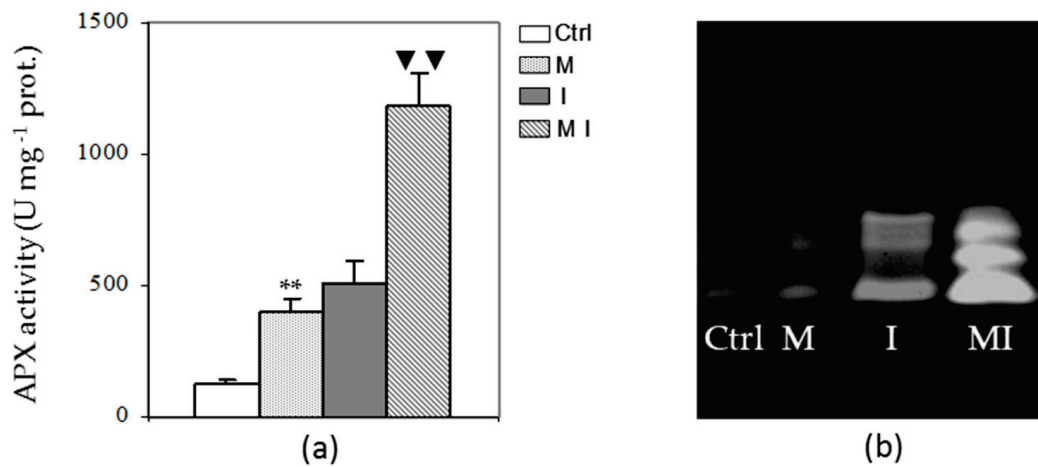 APX activity (U mg⁻¹ prot.)
1500
1000
500
0
**
Ctrl
M
I
M I
(a)
Ctrl M I MI
(b)